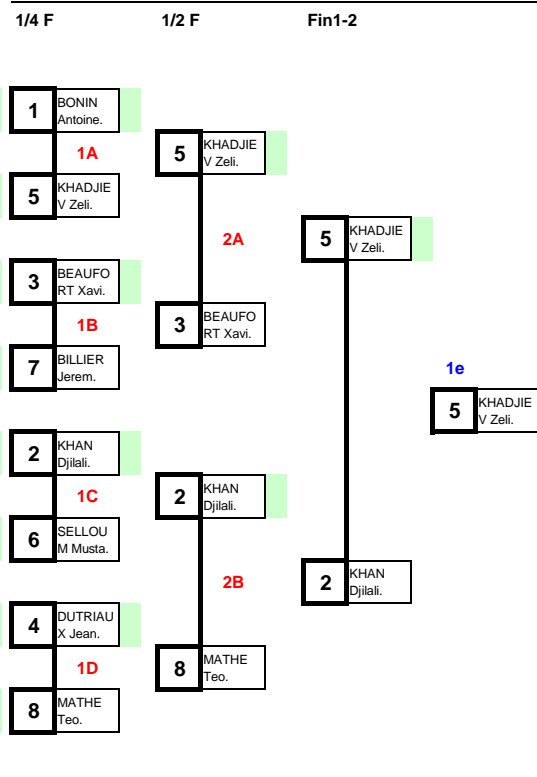 1/4 F 1/2 F Fin1-2
1 BONIN
Antoine.
1A
5 KHADJIE
V Zeli.
3 BEAUFO
RT Xavi.
1B
7 BILLIER
Jerem.
2 KHAN
Djilali.
1C
6 SELLOU
M Musta.
4 DUTRIAU
X Jean.
1D
8 MATHE
Teo.
5 KHADJIE
V Zeli.
2A
3 BEAUFO
RT Xavi.
2 KHAN
Djilali.
2B
8 MATHE
Teo.
5 KHADJIE
V Zeli.
2 KHAN
Djilali.
1e
5 KHADJIE
V Zeli.